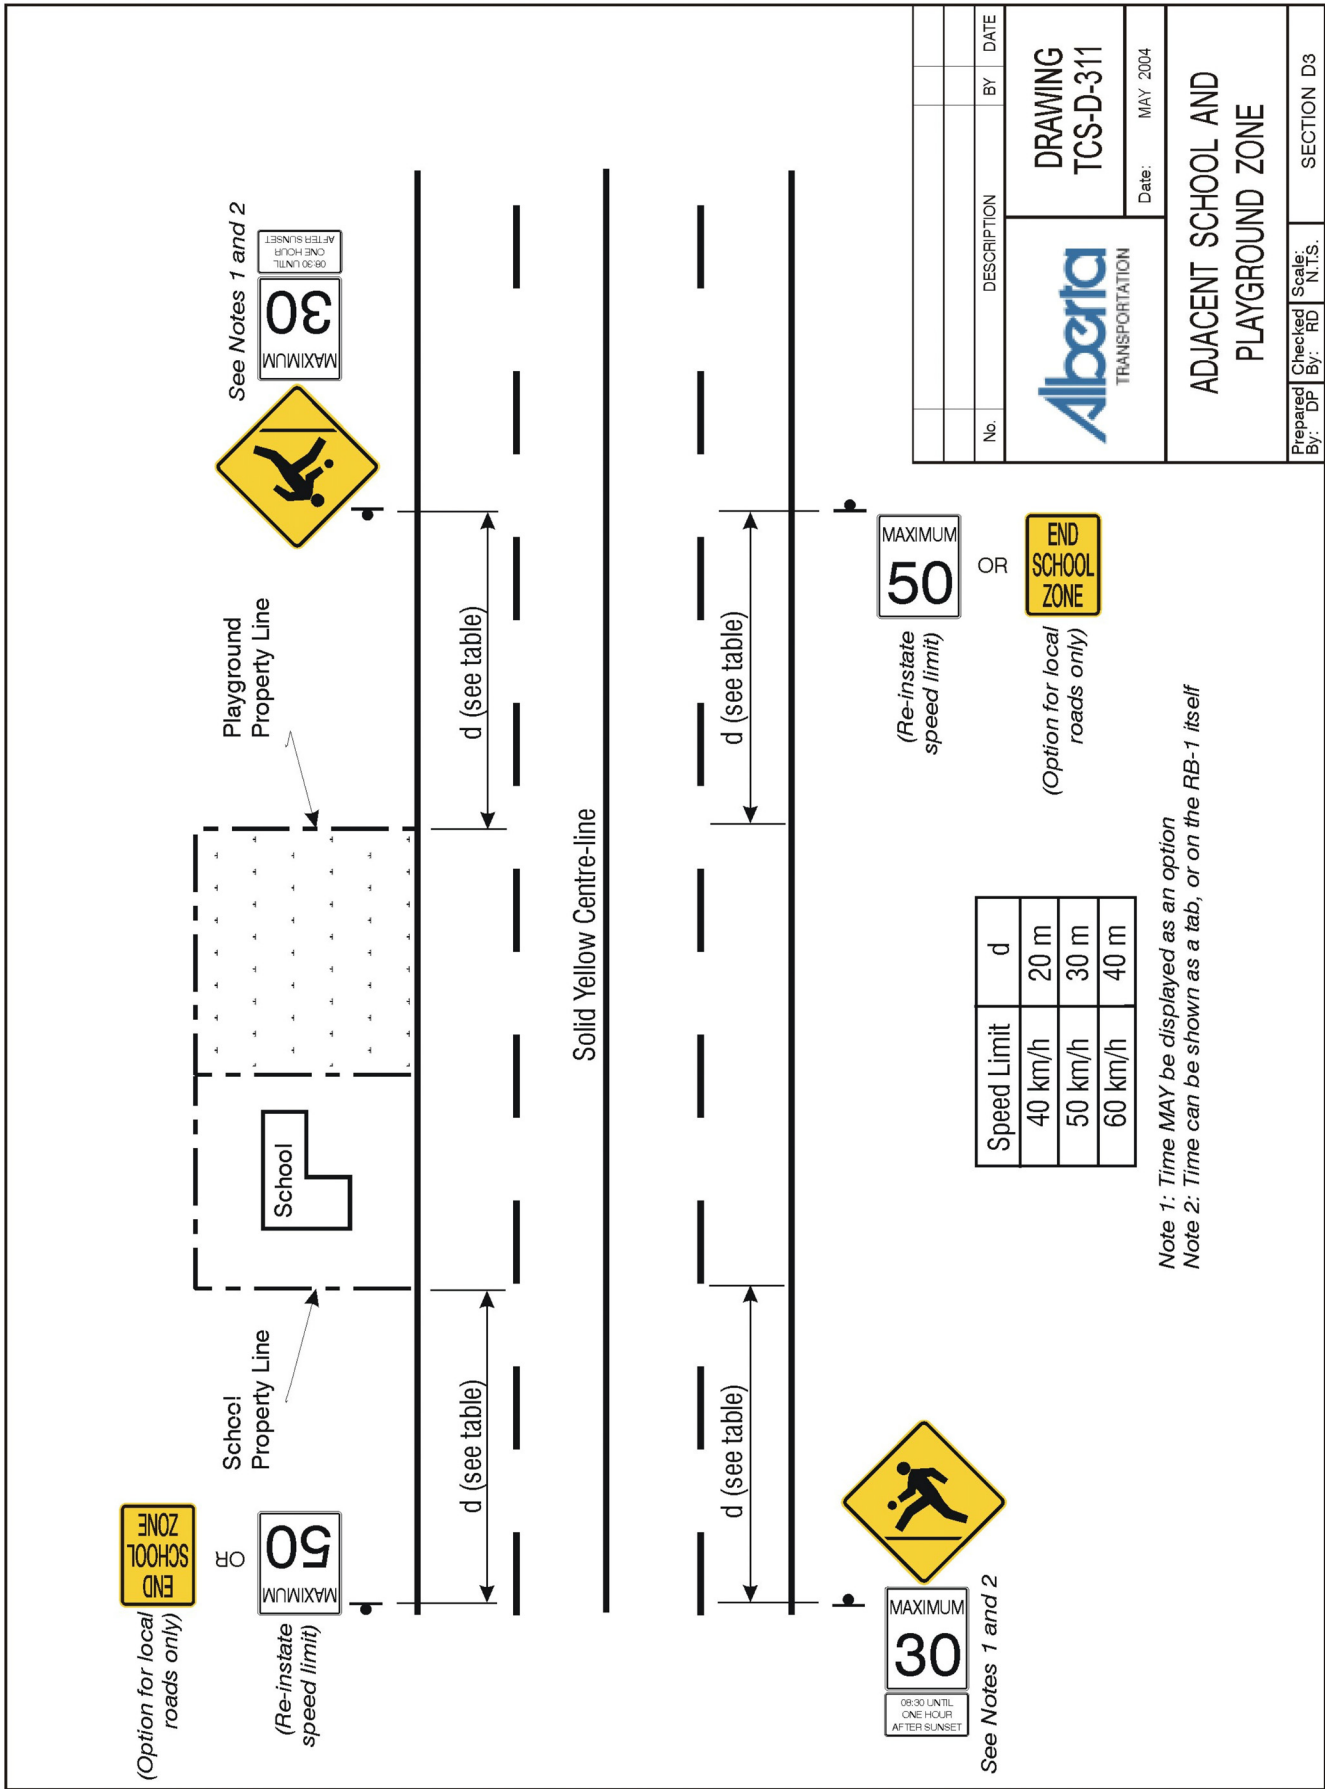 (Option for local
roads only)
END
SCHOOL
ZONE
OR
(Re-instate
speed limit)
MAXIMUM
50
School
Property Line
School
Playground
Property Line
See Notes 1 and 2
MAXIMUM
30
08:30 UNTIL
ONE HOUR
AFTER SUNSET
d (see table)
d (see table)
Solid Yellow Centre-line
d (see table)
d (see table)
08:30 UNTIL
ONE HOUR
AFTER SUNSET
MAXIMUM
30
See Notes 1 and 2
MAXIMUM
50
(Re-instate
speed limit)
OR
END
SCHOOL
ZONE
(Option for local
roads only)
Speed Limit d
40 km/h 20 m
50 km/h 30 m
60 km/h 40 m
Note 1: Time MAY be displayed as an option
Note 2: Time can be shown as a tab, or on the RB-1 itself
No. DESCRIPTION BY DATE
Alberta
TRANSPORTATION
DRAWING
TCS-D-311
Date: MAY 2004
ADJACENT SCHOOL AND
PLAYGROUND ZONE
Prepared
By: DP
Checked
By: RD
Scale:
N.T.S.
SECTION D3